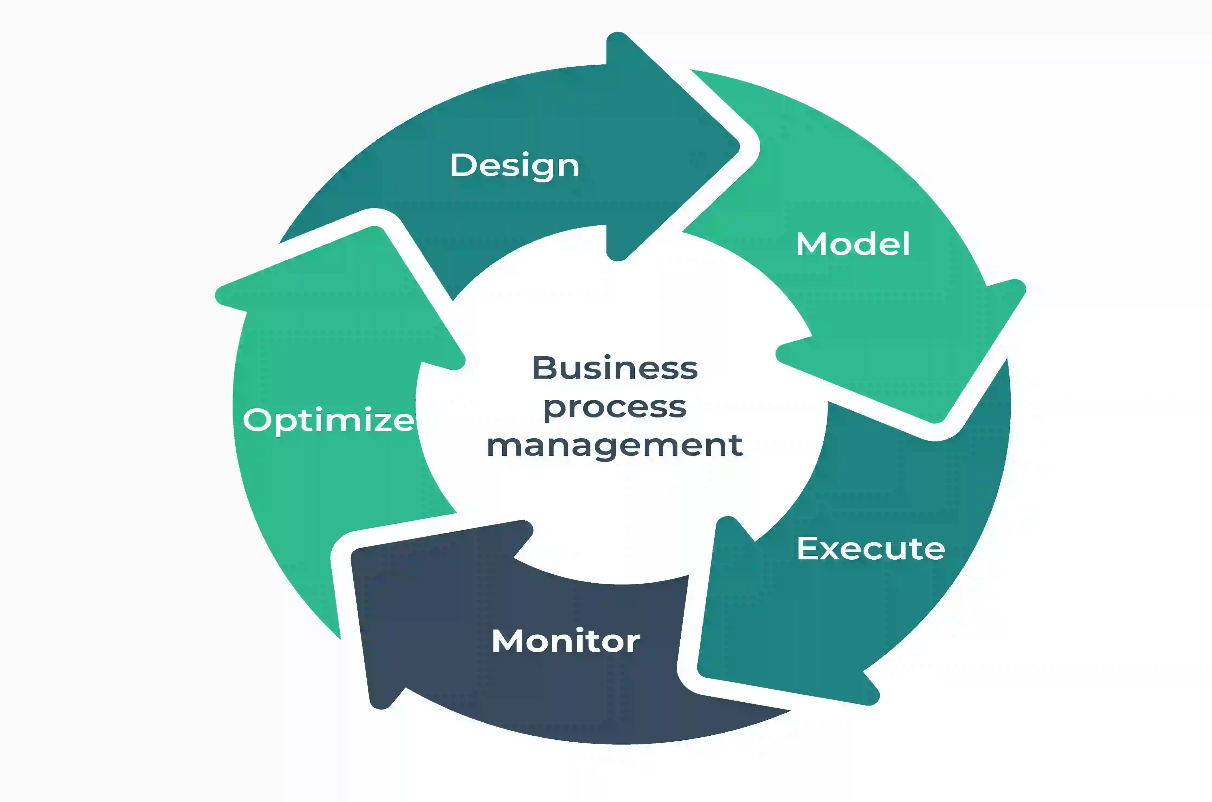 Design
Model
Execute
Monitor
Optimize
Business
process
management